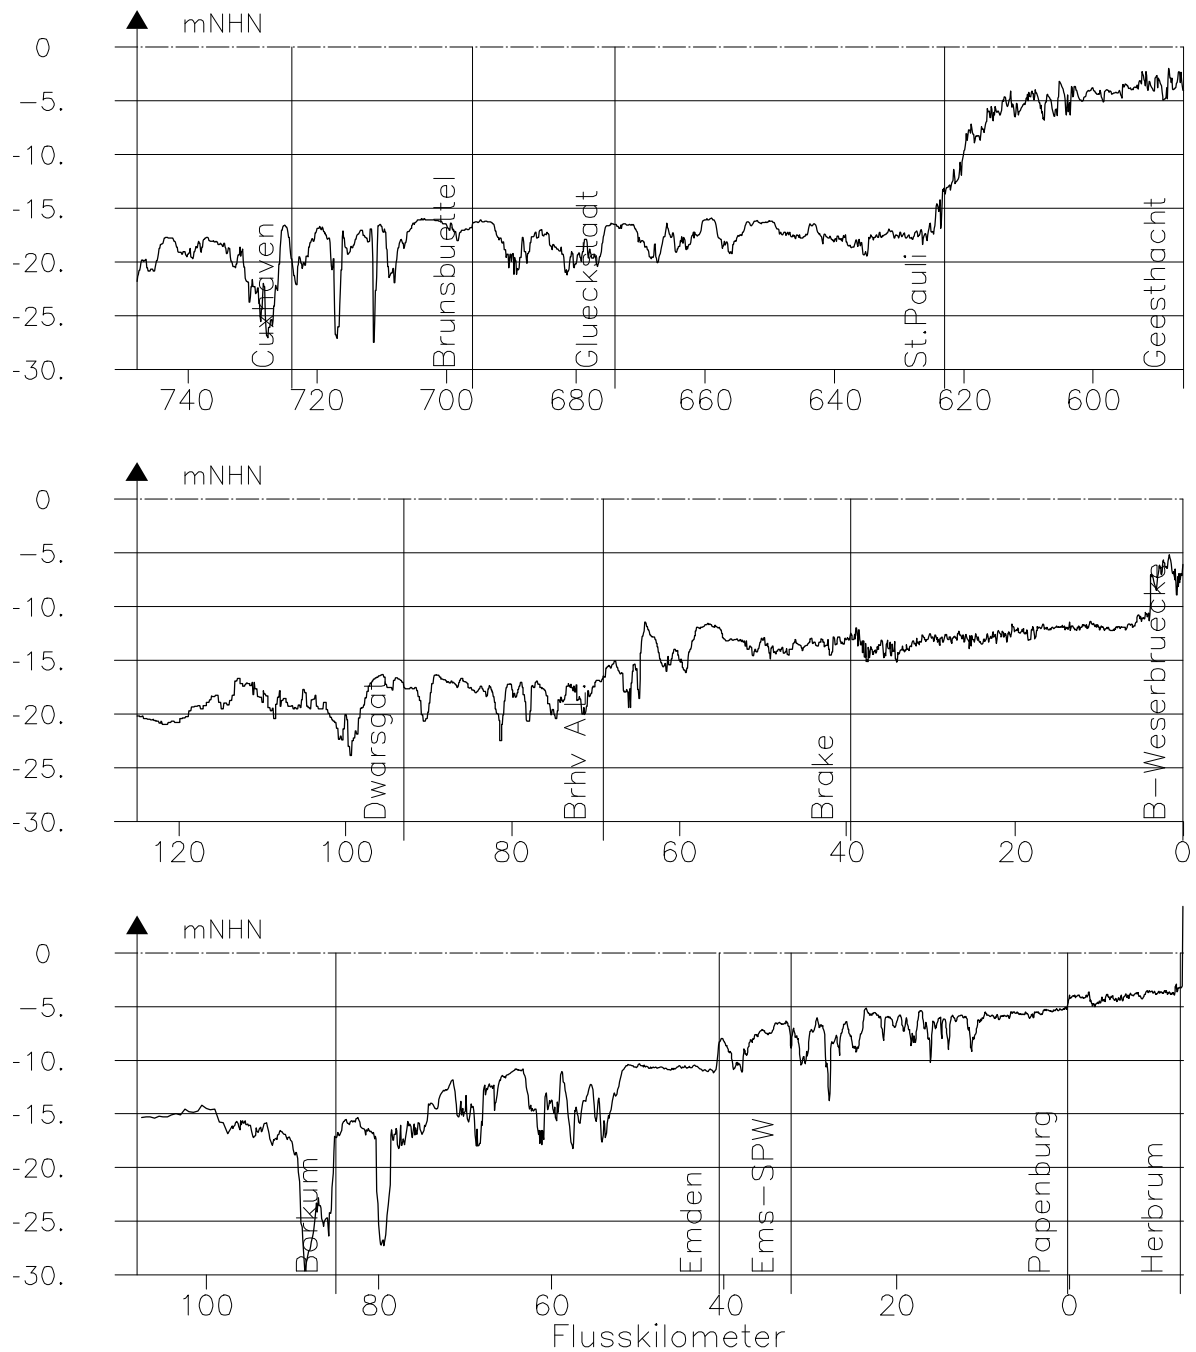 mNHN
0
−5.
-10.
-15.
-20.
-25.
-30.
Cuxhaven
Brunsbuettel
Glueckstadt
St.Pauli
Geesthacht
740 720 700 680 660 640 620 600
mNHN
0
−5.
-10.
-15.
-20.
-25.
-30.
Dwarsgat
Brhv A.L.
Brake
B−Weserbruecke
120 100 80 60 40 20 0
mNHN
0
−5.
-10.
-15.
-20.
-25.
-30.
Borkum
Emden
Ems−SPW
Papenburg
Herbrum
100 80 60 40 20 0
Flusskilometer